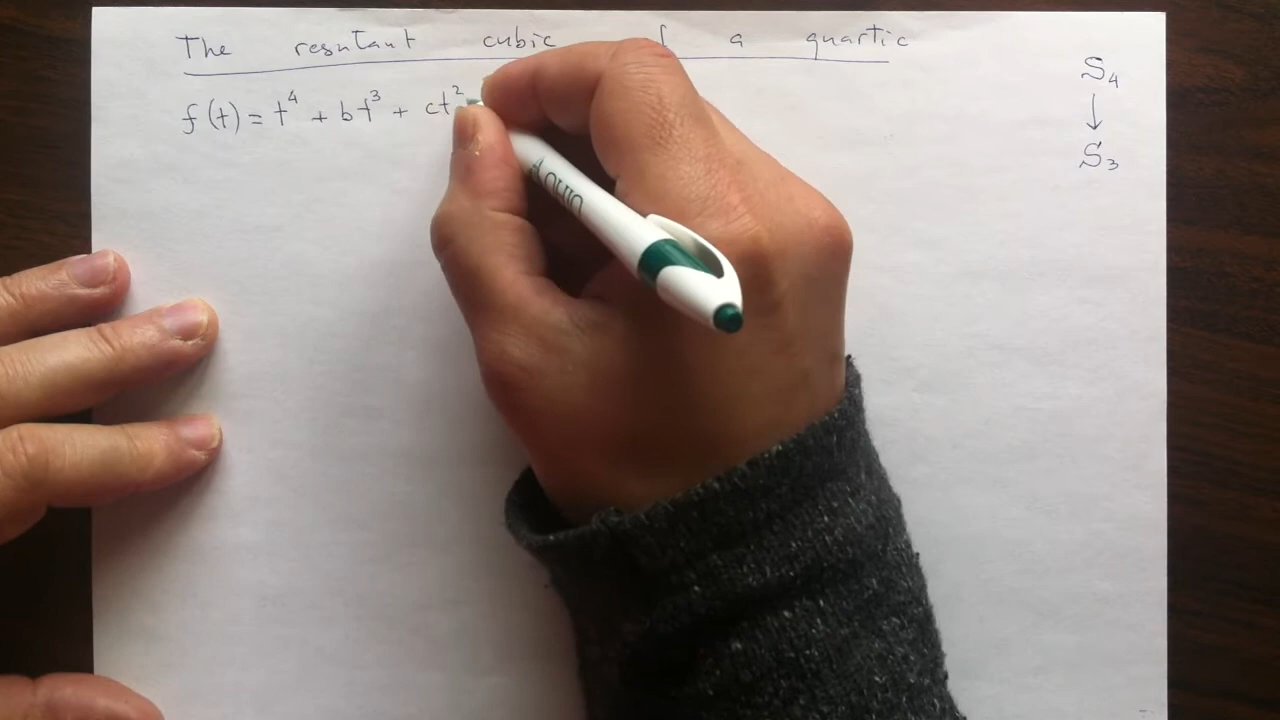 The resultant cubic a quartic
f(t) = t⁴ + bt³ + ct²
S₄
↓
S₃